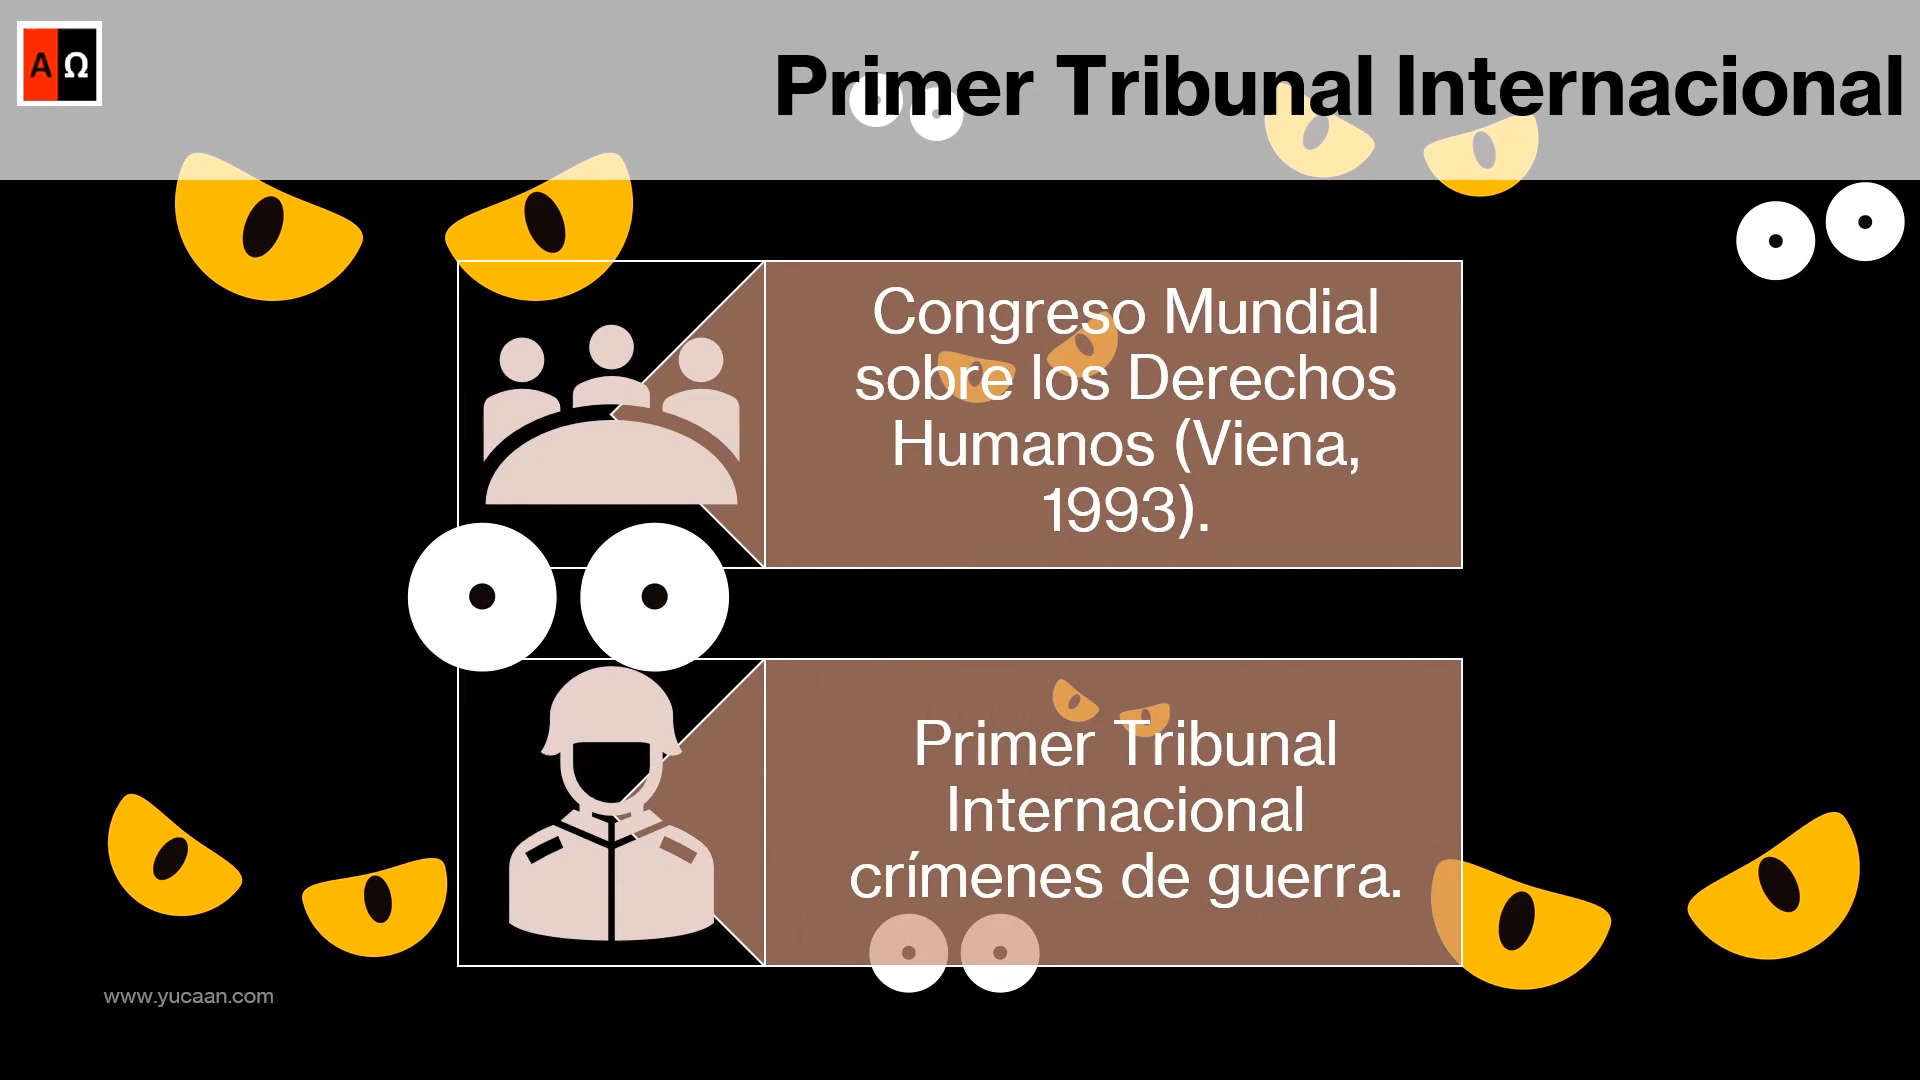 A Ω
Primer Tribunal Internacional
Congreso Mundial
sobre los Derechos
Humanos (Viena,
1993).
Primer Tribunal
Internacional
crímenes de guerra.
www.yucaan.com